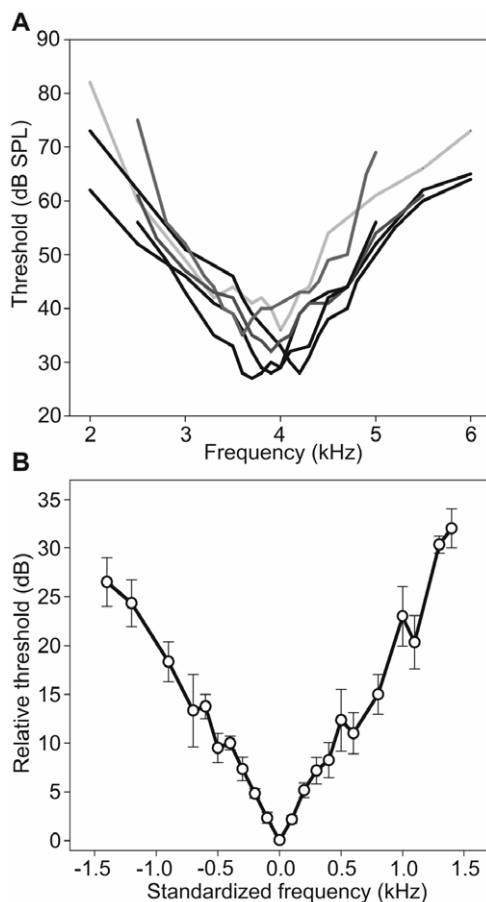 A
90
80
70
60
50
40
30
20
Threshold (dB SPL)
2 3 4 5 6
Frequency (kHz)
B
35
30
25
20
15
10
5
0
Relative threshold (dB)
-1.5 -1.0 -0.5 0.0 0.5 1.0 1.5
Standardized frequency (kHz)